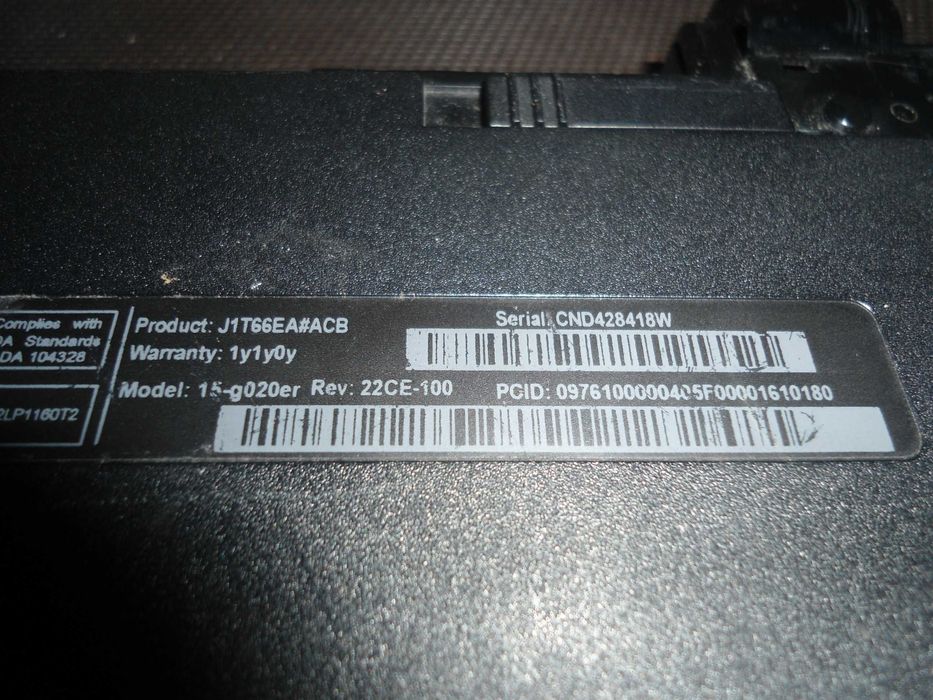 Complies with
DA Standards
DA 104328
2LP1160T2
Product: J1T66EA#ACB
Warranty: 1y1y0y
Model: 15-g020er Rev: 22CE-100
Serial: CND428418W
PCID: 0976100000405F00001610180